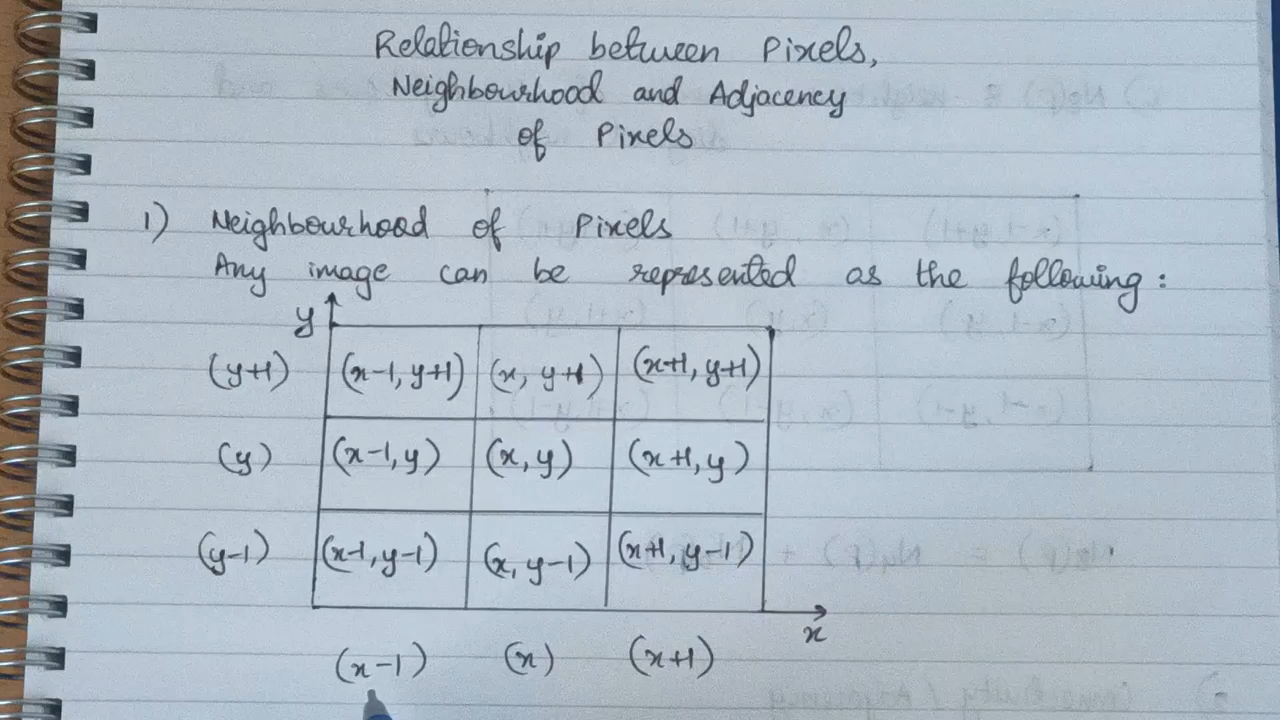 Relationship between Pixels,
Neighbourhood and Adjacency
of Pixels
1) Neighbourhood of Pixels
Any image can be represented as the following:
y
(y+1) (x-1, y+1) (x, y+1) (x+1, y+1)
(y) (x-1, y) (x, y) (x+1, y)
(y-1) (x-1, y-1) (x, y-1) (x+1, y-1)
x
(x-1) (x) (x+1)